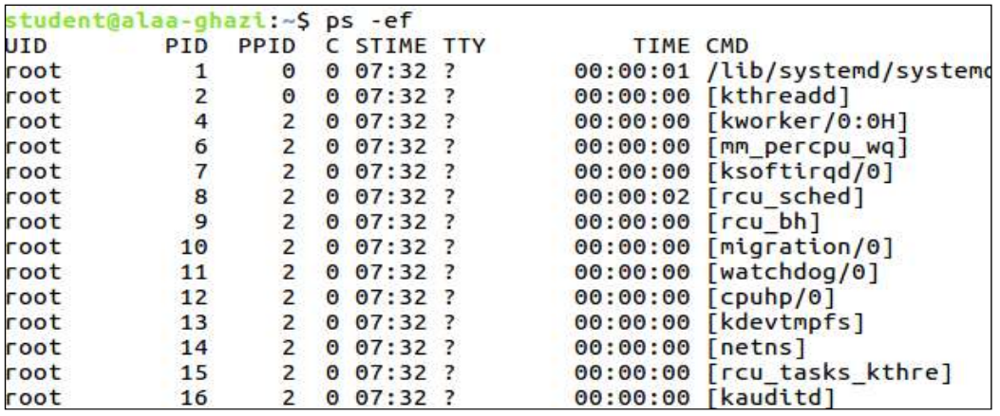 student@alaa-ghazi:~$ ps -ef
UID        PID  PPID  C STIME TTY          TIME CMD
root         1     0  0 07:32 ?        00:00:01 /lib/systemd/systemd
root         2     0  0 07:32 ?        00:00:00 [kthreadd]
root         4     2  0 07:32 ?        00:00:00 [kworker/0:0H]
root         6     2  0 07:32 ?        00:00:00 [mm_percpu_wq]
root         7     2  0 07:32 ?        00:00:00 [ksoftirqd/0]
root         8     2  0 07:32 ?        00:00:02 [rcu_sched]
root         9     2  0 07:32 ?        00:00:00 [rcu_bh]
root        10     2  0 07:32 ?        00:00:00 [migration/0]
root        11     2  0 07:32 ?        00:00:00 [watchdog/0]
root        12     2  0 07:32 ?        00:00:00 [cpuhp/0]
root        13     2  0 07:32 ?        00:00:00 [kdevtmpfs]
root        14     2  0 07:32 ?        00:00:00 [netns]
root        15     2  0 07:32 ?        00:00:00 [rcu_tasks_kthre]
root        16     2  0 07:32 ?        00:00:00 [kauditd]